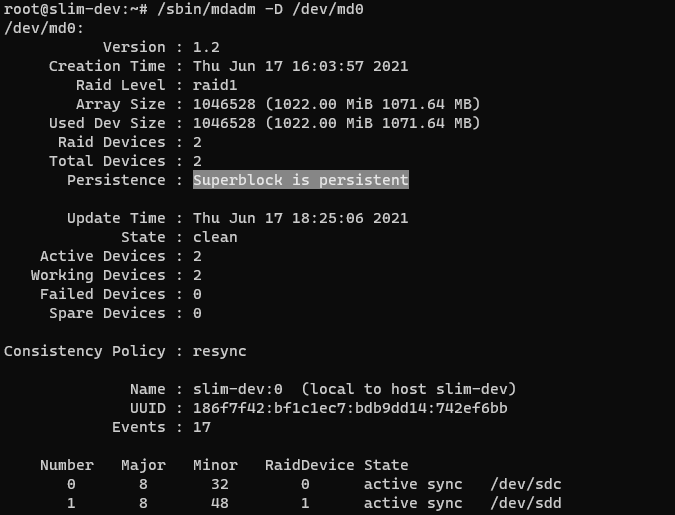 root@slim-dev:~# /sbin/mdadm -D /dev/md0
/dev/md0:
Version : 1.2
Creation Time : Thu Jun 17 16:03:57 2021
Raid Level : raid1
Array Size : 1046528 (1022.00 MiB 1071.64 MB)
Used Dev Size : 1046528 (1022.00 MiB 1071.64 MB)
Raid Devices : 2
Total Devices : 2
Persistence : Superblock is persistent
Update Time : Thu Jun 17 18:25:06 2021
State : clean
Active Devices : 2
Working Devices : 2
Failed Devices : 0
Spare Devices : 0
Consistency Policy : resync
Name : slim-dev:0 (local to host slim-dev)
UUID : 186f7f42:bf1c1ec7:bdb9dd14:742ef6bb
Events : 17
Number Major Minor RaidDevice State
0 8 32 0 active sync /dev/sdc
1 8 48 1 active sync /dev/sdd